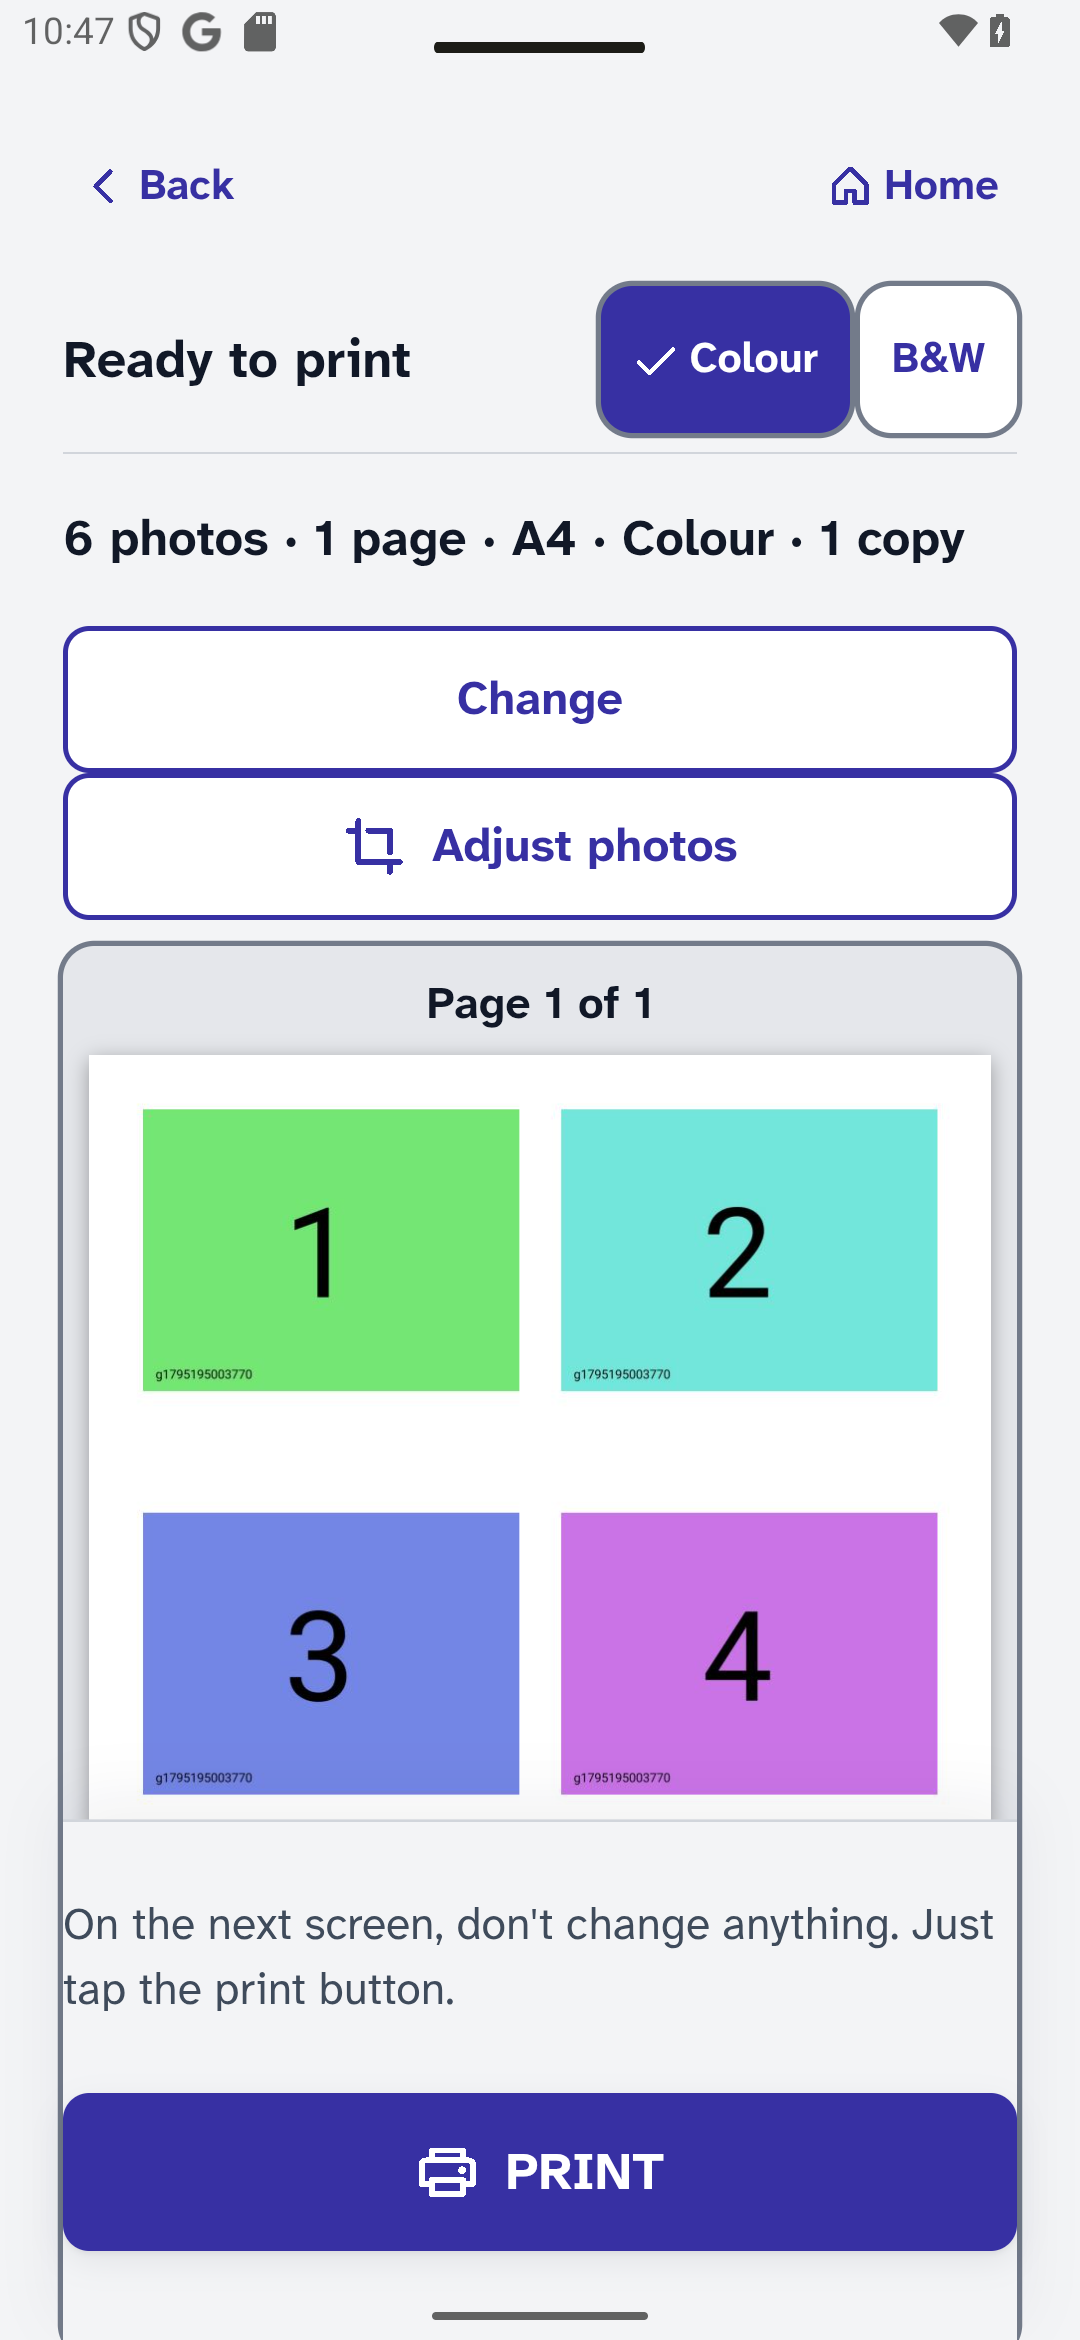 10:47
Back
Home
Ready to print
Colour
B&W
6 photos · 1 page · A4 · Colour · 1 copy
Change
Adjust photos
Page 1 of 1
1
2
g1795195003770
g1795195003770
3
4
g1795195003770
g1795195003770
On the next screen, don't change anything. Just
tap the print button.
PRINT